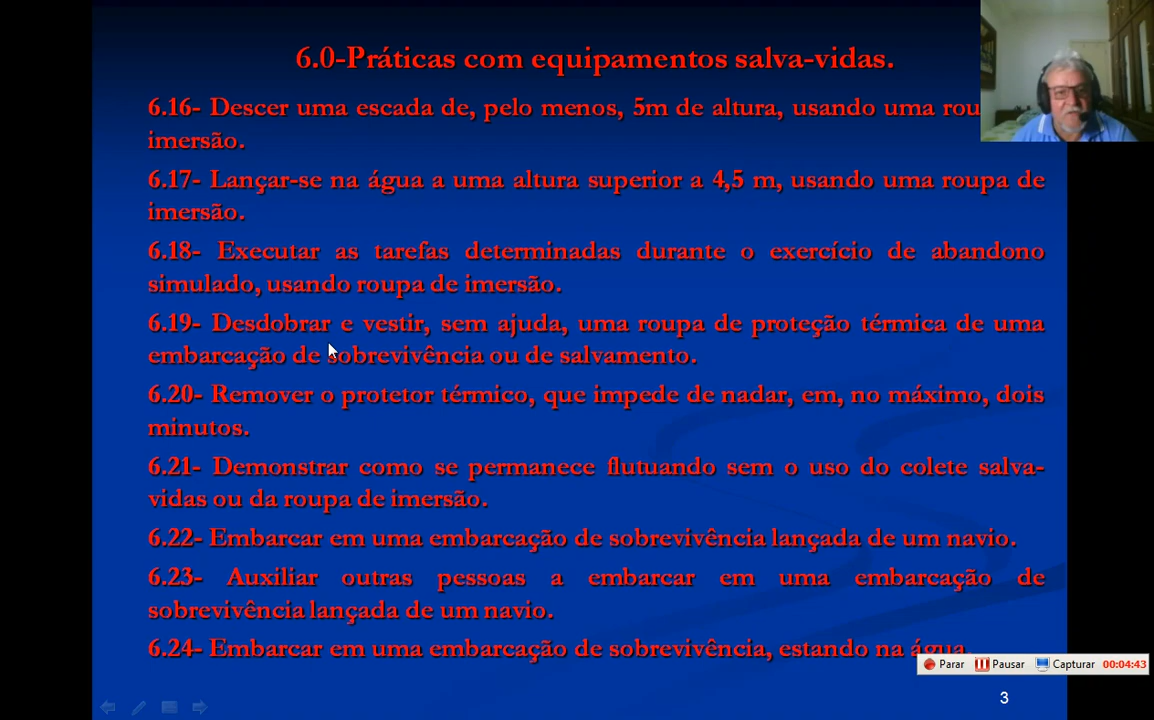 6.0-Práticas com equipamentos salva-vidas.
6.16- Descer uma escada de, pelo menos, 5m de altura, usando uma
imersão.
6.17- Lançar-se na água a uma altura superior a 4,5 m, usando uma roupa de
imersão.
6.18- Executar as tarefas determinadas durante o exercício de abandono
simulado, usando roupa de imersão.
6.19- Desdobrar e vestir, sem ajuda, uma roupa de proteção térmica de uma
embarcação de sobrevivência ou de salvamento.
6.20- Remover o protetor térmico, que impede de nadar, em, no máximo, dois
minutos.
6.21- Demonstrar como se permanece flutuando sem o uso do colete salva-
vidas ou da roupa de imersão.
6.22- Embarcar em uma embarcação de sobrevivência lançada de um navio.
6.23- Auxiliar outras pessoas a embarcar em uma embarcação de
sobrevivência lançada de um navio.
6.24- Embarcar em uma embarcação de sobrevivência, estando na água.
Parar Pausar Capturar 00:04:43
3